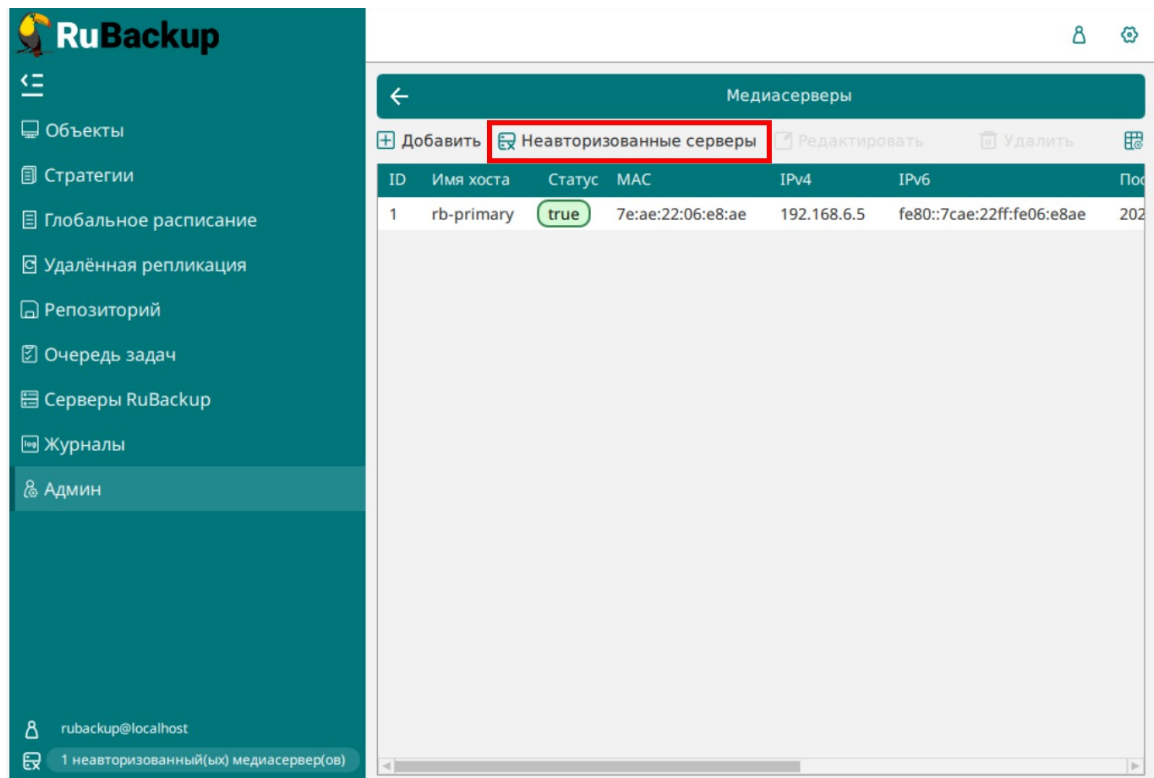 RuBackup
Медиасерверы
Объекты
Стратегии
Глобальное расписание
Удалённая репликация
Репозиторий
Очередь задач
Серверы RuBackup
Журналы
Админ
Добавить Неавторизованные серверы Редактировать Удалить
ID Имя хоста Статус MAC IPv4 IPv6
1 rb-primary true 7e:ae:22:06:e8:ae 192.168.6.5 fe80::7cae:22ff:fe06:e8ae
rubackup@localhost
1 неавторизованный(ых) медиасервер(ов)